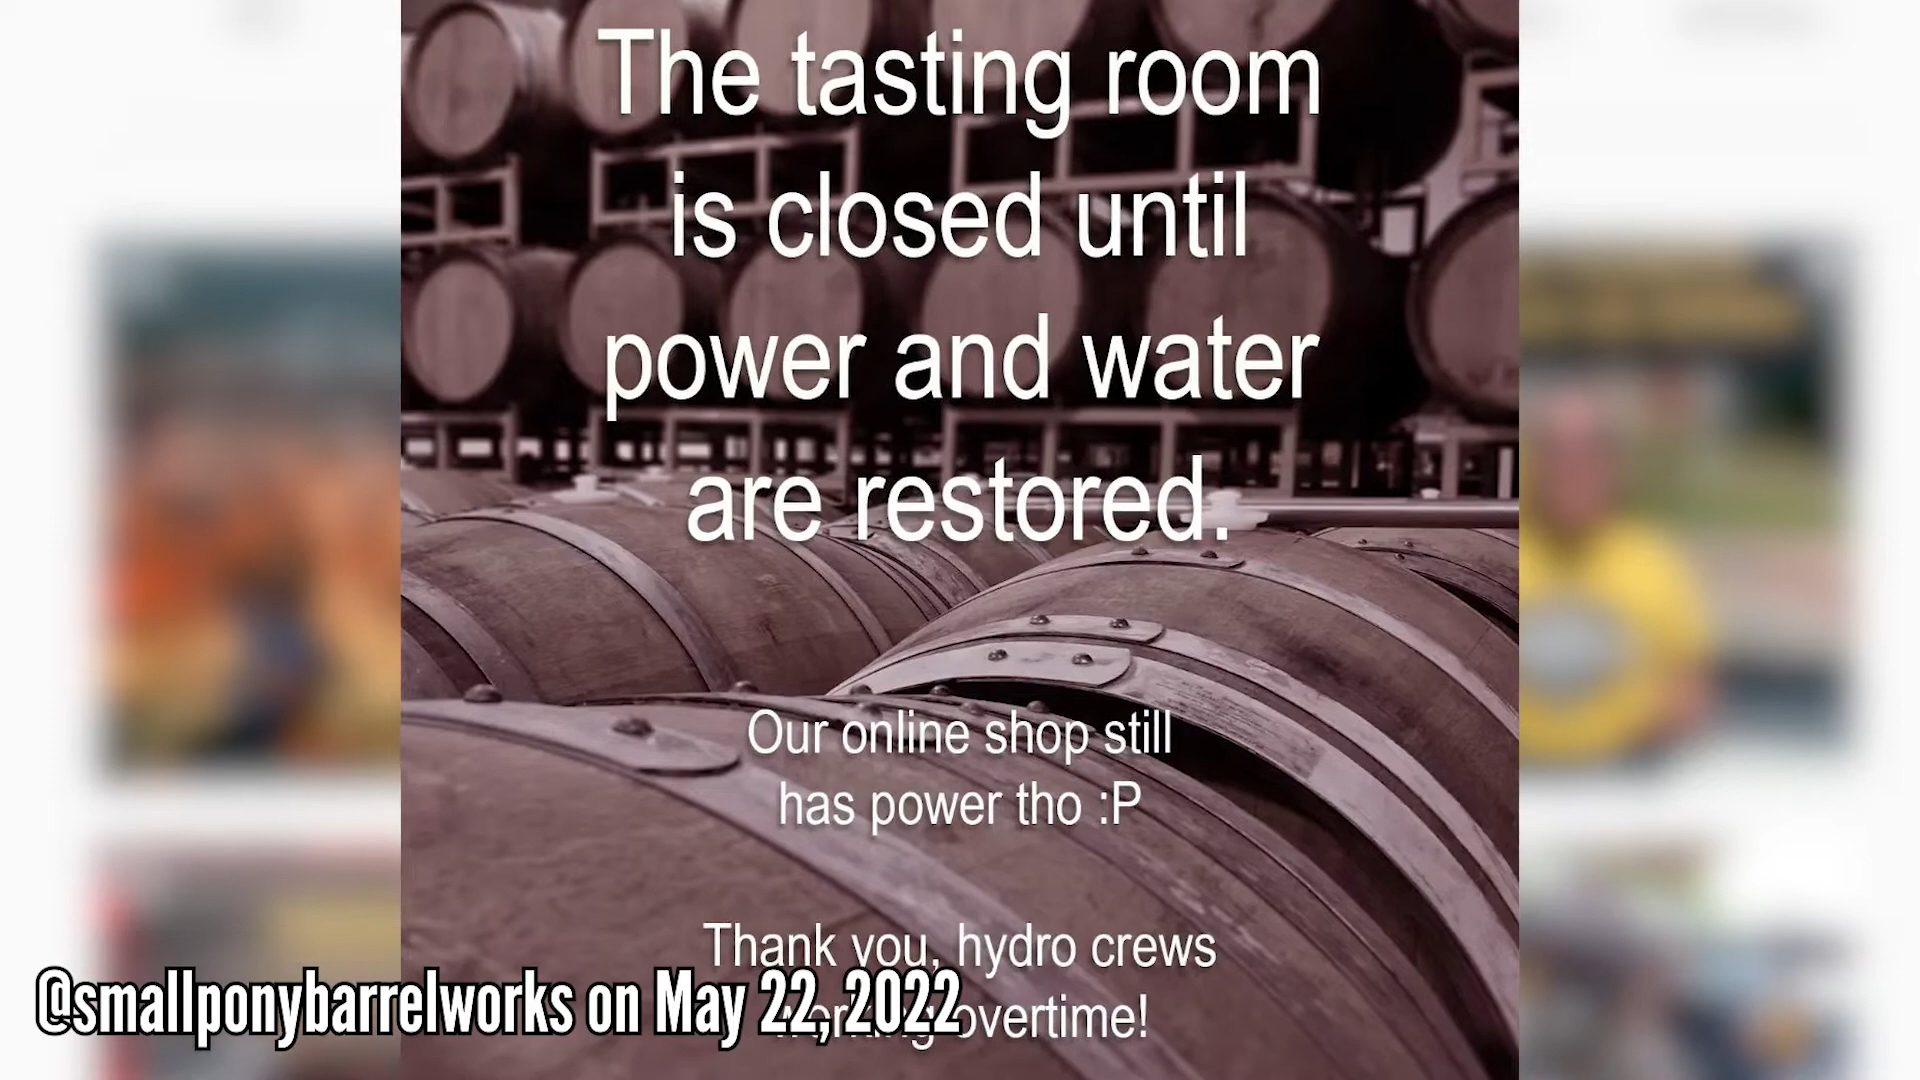 The tasting room
is closed until
power and water
are restored.
Our online shop still
has power tho :P
Thank you, hydro crews
working overtime!
@smallponybarrelworks on May 22, 2022